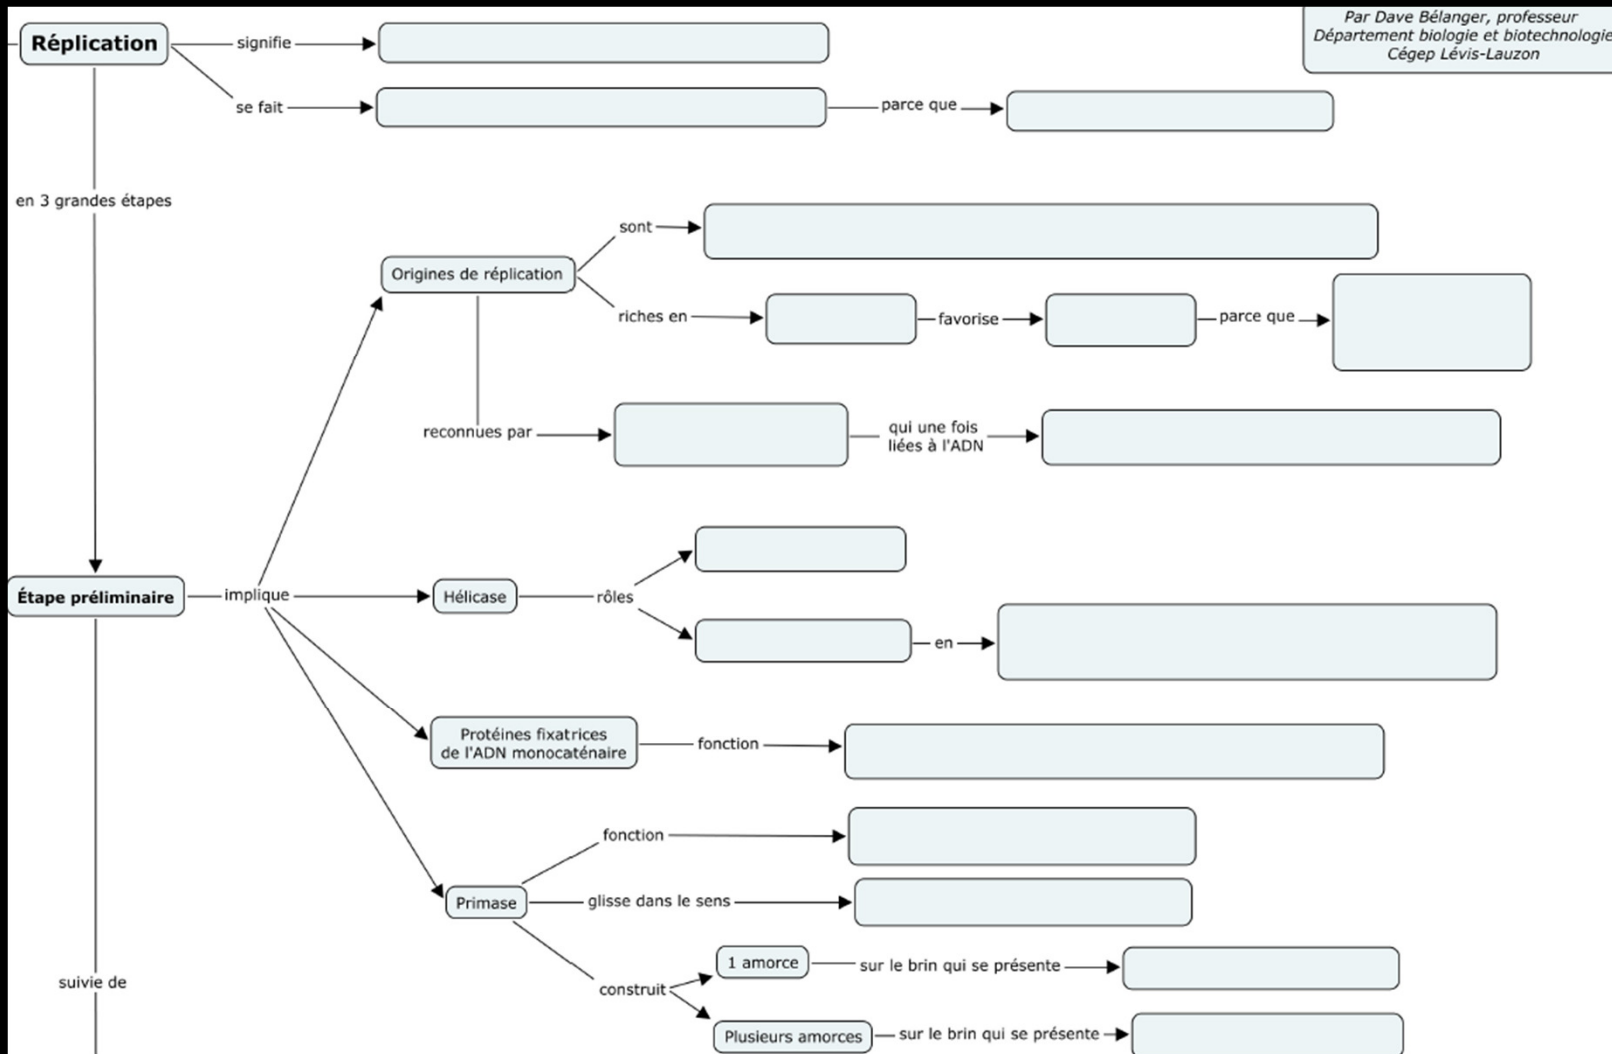 Par Dave Bélanger, professeur
Département biologie et biotechnologie
Cégep Lévis-Lauzon
Réplication
signifie
se fait
parce que
en 3 grandes étapes
sont
Origines de réplication
riches en
favorise
parce que
reconnues par
qui une fois
liées à l'ADN
Étape préliminaire
implique
Hélicase
rôles
en
Protéines fixatrices
de l'ADN monocaténaire
fonction
fonction
Primase
glisse dans le sens
1 amorce
sur le brin qui se présente
construit
suivie de
Plusieurs amorces
sur le brin qui se présente